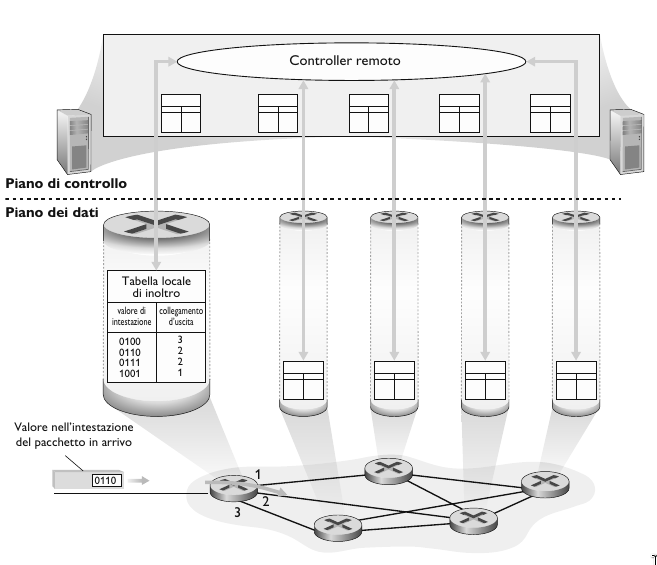 Controller remoto
Piano di controllo
Piano dei dati
Tabella locale
di inoltro
valore di
intestazione
collegamento
d'uscita
0100 3
0110 2
0111 2
1001 1
Valore nell'intestazione
del pacchetto in arrivo
0110
1
2
3